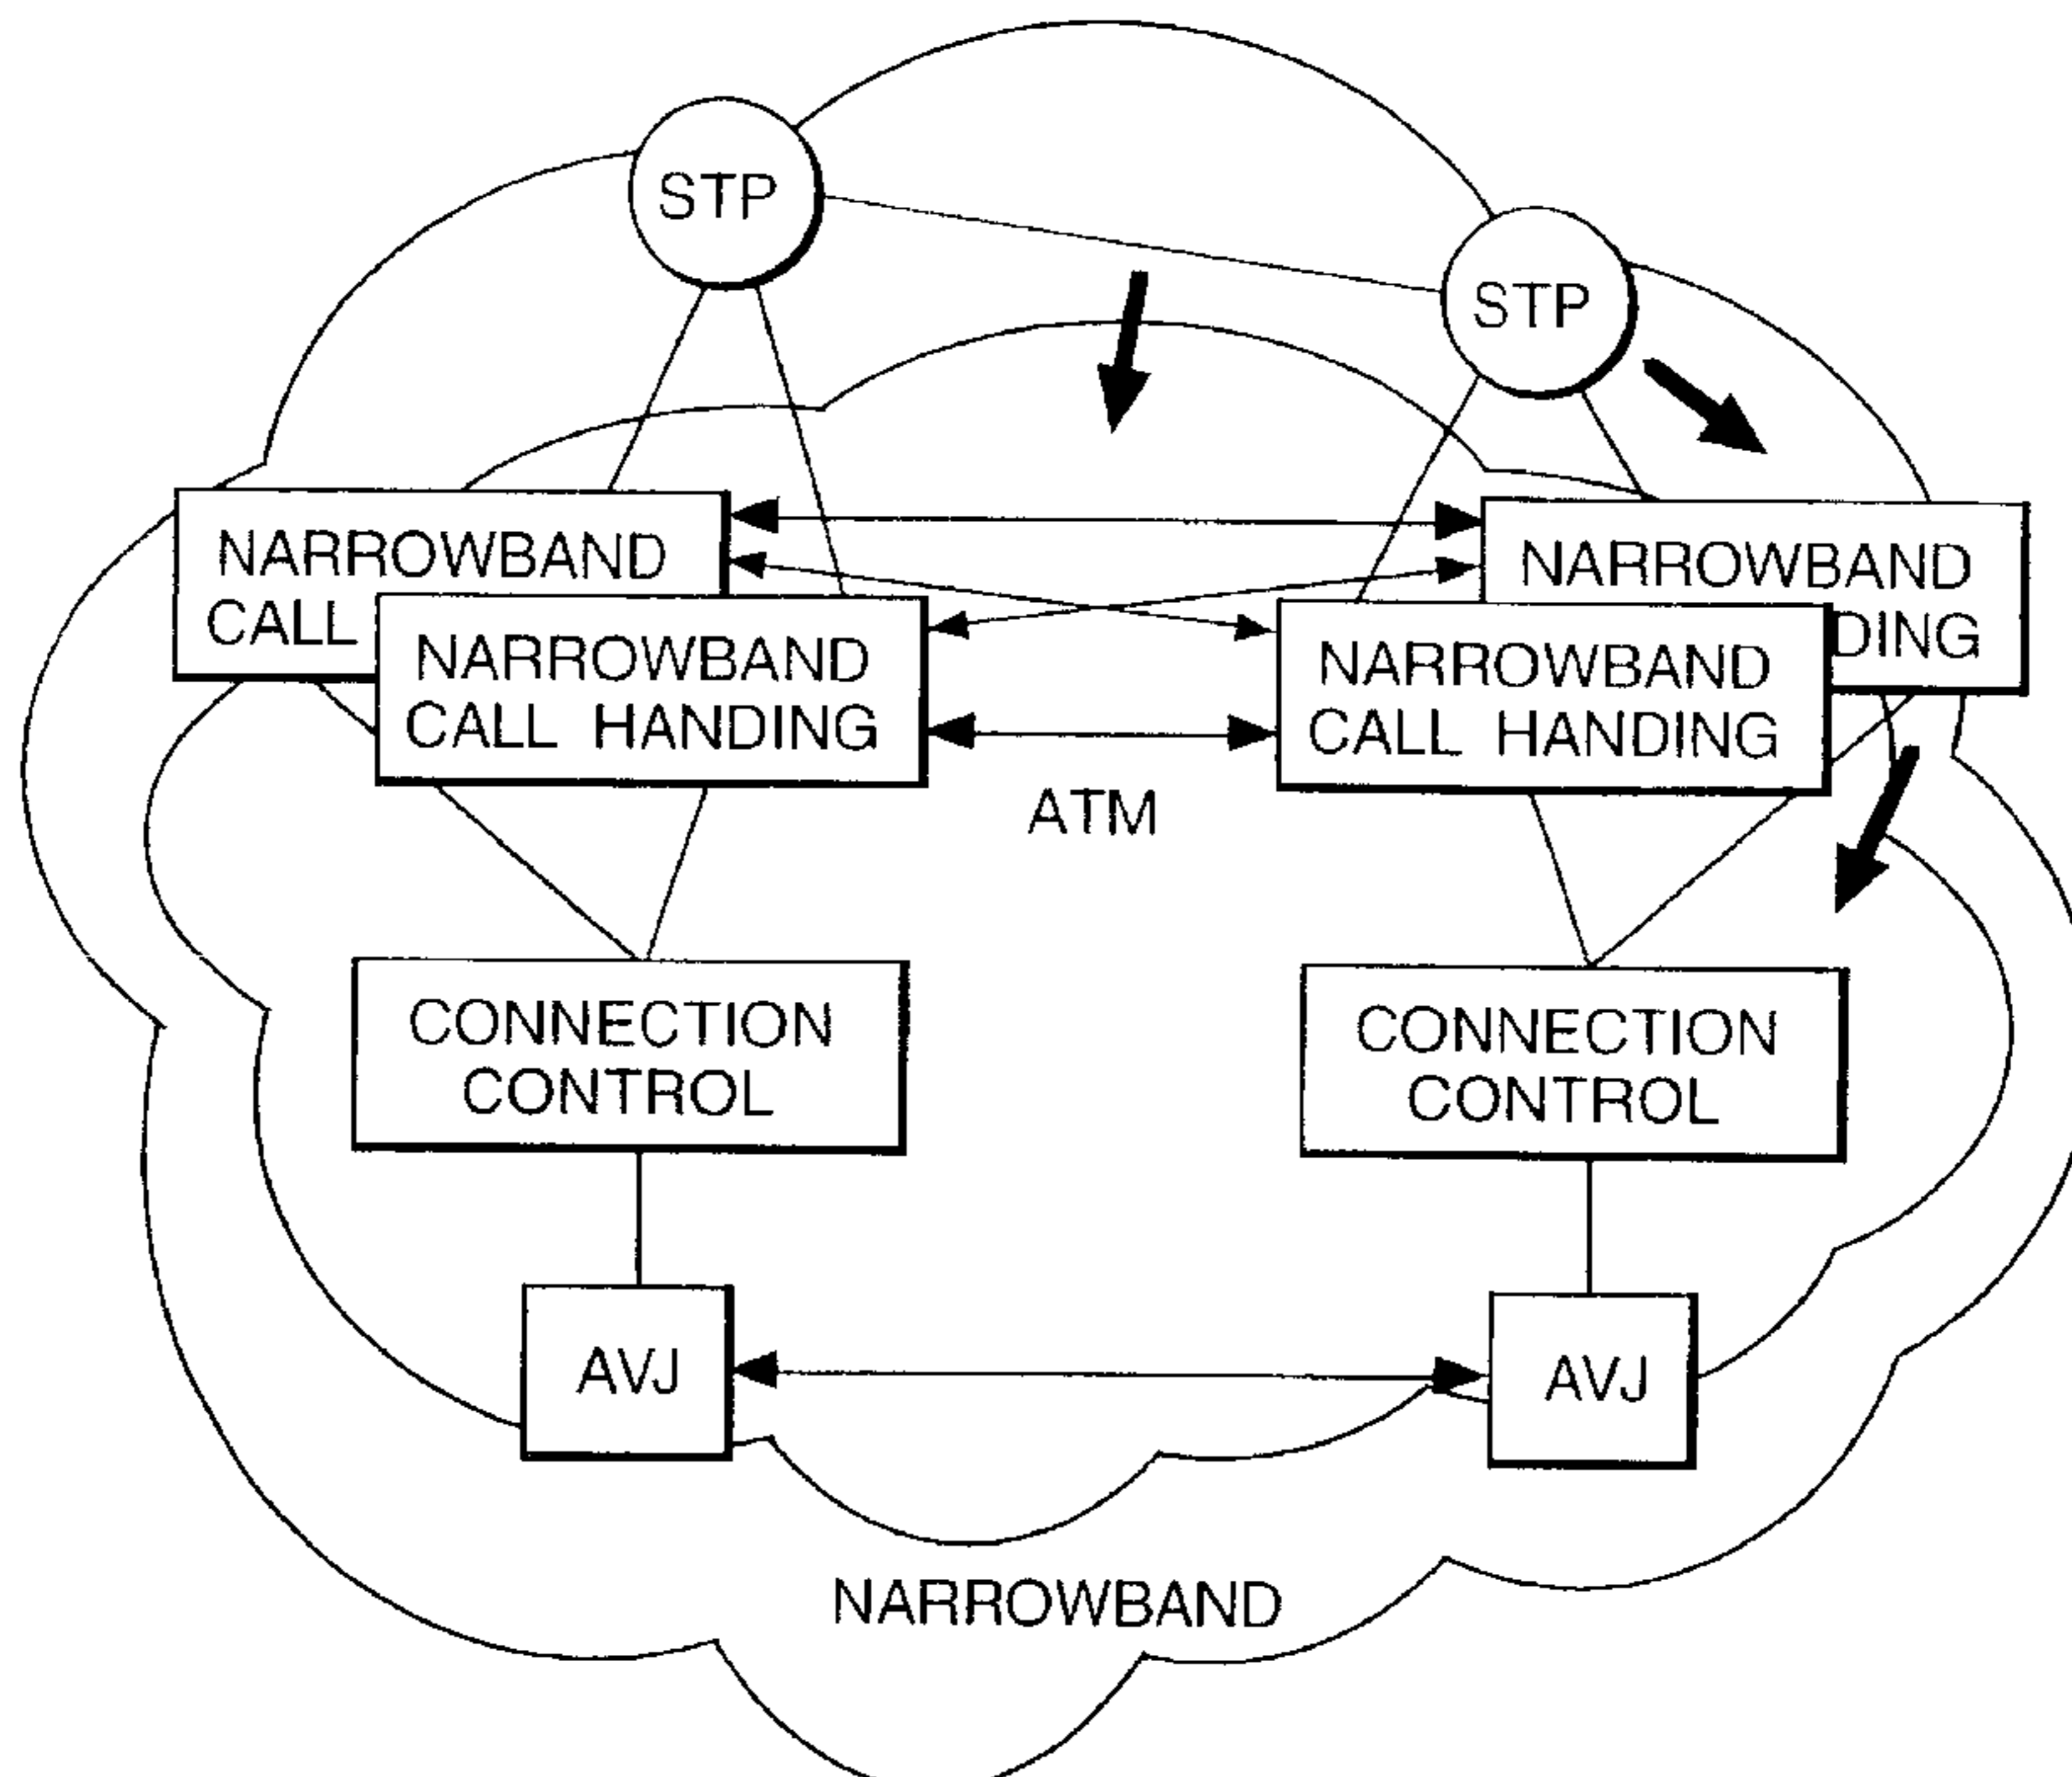 STP
STP
NARROWBAND
CALL
NARROWBAND
CALL HANDING
NARROWBAND
DING
NARROWBAND
CALL HANDING
ATM
CONNECTION
CONTROL
CONNECTION
CONTROL
AVJ
AVJ
NARROWBAND